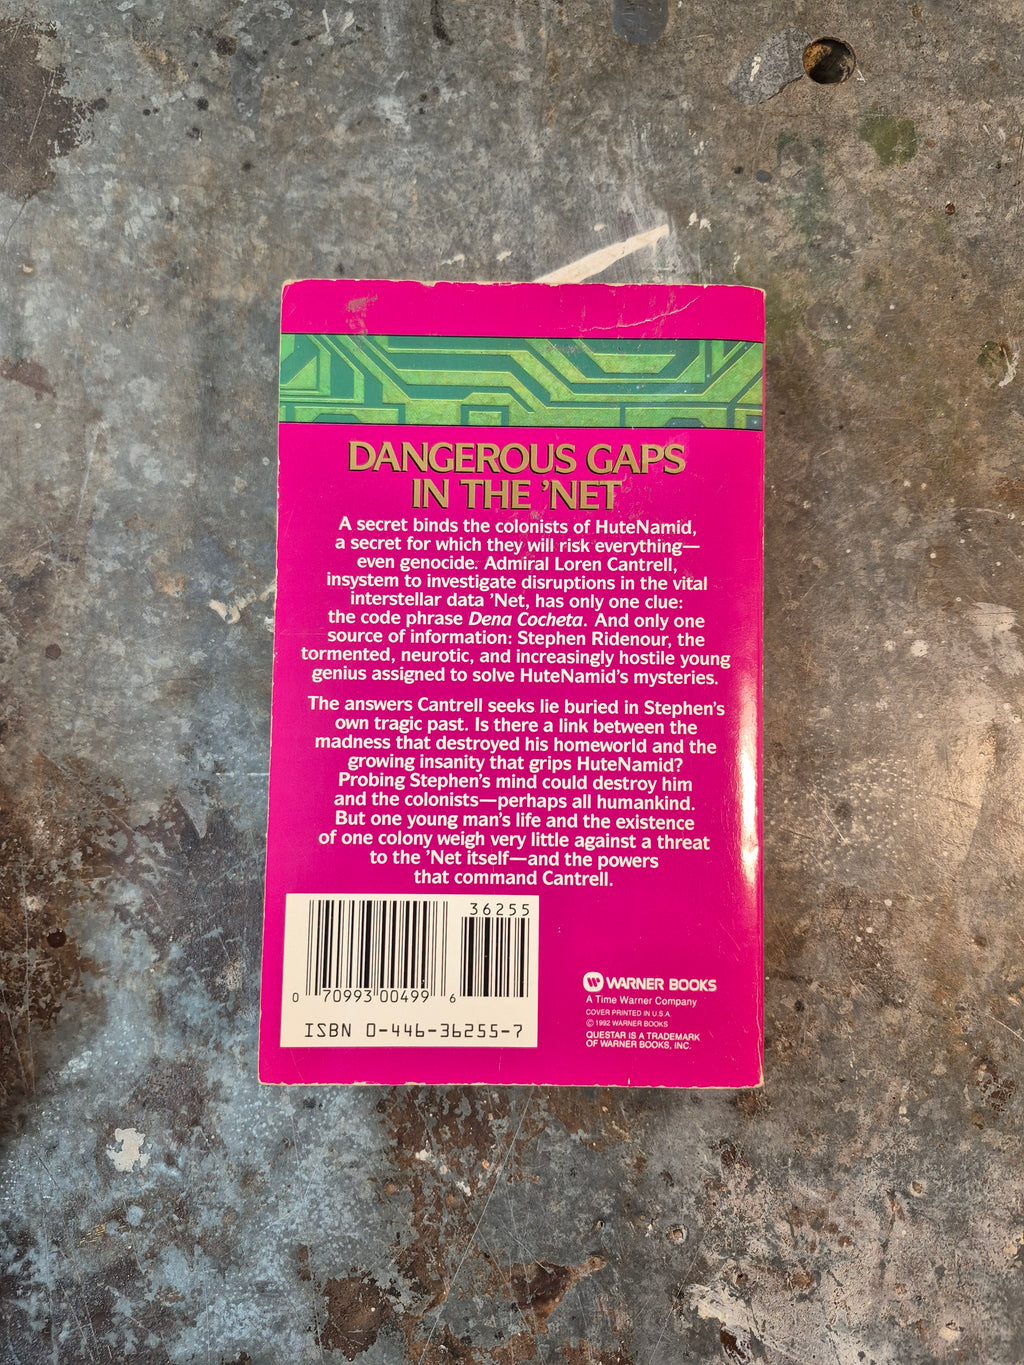 DANGEROUS GAPS
IN THE 'NET
A secret binds the colonists of HuteNamid,
a secret for which they will risk everything—
even genocide. Admiral Loren Cantrell,
insystem to investigate disruptions in the vital
interstellar data 'Net, has only one clue:
the code phrase Dena Cocheta. And only one
source of information: Stephen Ridenour, the
tormented, neurotic, and increasingly hostile young
genius assigned to solve HuteNamid's mysteries.
The answers Cantrell seeks lie buried in Stephen's
own tragic past. Is there a link between the
madness that destroyed his homeworld and the
growing insanity that grips HuteNamid?
Probing Stephen's mind could destroy him
and the colonists—perhaps all humankind.
But one young man's life and the existence
of one colony weigh very little against a threat
to the 'Net itself—and the powers
that command Cantrell.
36255
0 70993 00499 6
ISBN 0-446-36255-7
W WARNER BOOKS
A Time Warner Company
COVER PRINTED IN U.S.A.
© 1992 WARNER BOOKS
QUESTAR IS A TRADEMARK
OF WARNER BOOKS, INC.